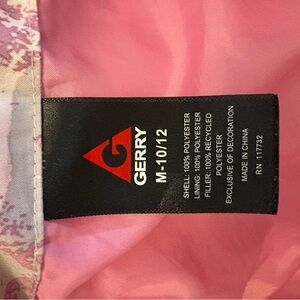 GERRY
M-10/12
SHELL: 100% POLYESTER
LINING: 100% POLYESTER
FILLER: 100% RECYCLED
POLYESTER
EXCLUSIVE OF DECORATION
MADE IN CHINA
RN 117732